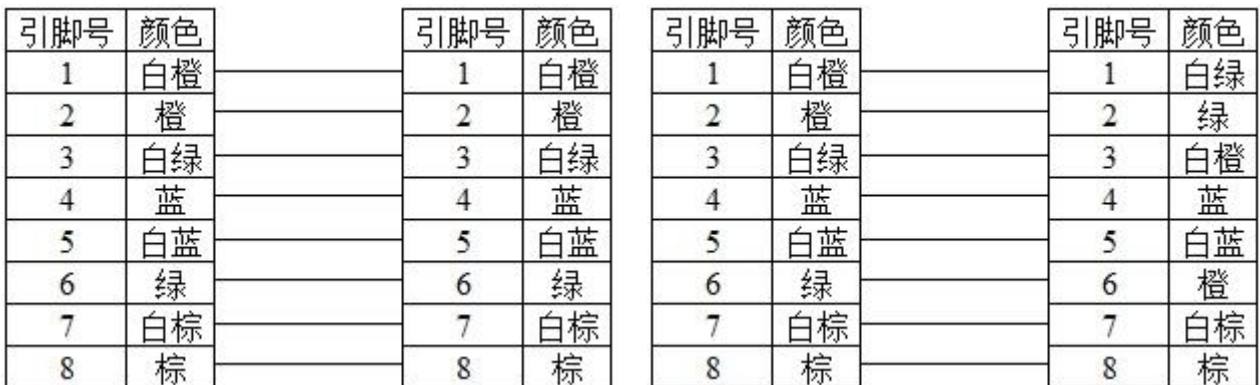 引脚号 颜色 引脚号 颜色 引脚号 颜色 引脚号 颜色
1 白橙 1 白橙 1 白橙 1 白绿
2 橙 2 橙 2 橙 2 绿
3 白绿 3 白绿 3 白绿 3 白橙
4 蓝 4 蓝 4 蓝 4 蓝
5 白蓝 5 白蓝 5 白蓝 5 白蓝
6 绿 6 绿 6 绿 6 橙
7 白棕 7 白棕 7 白棕 7 白棕
8 棕 8 棕 8 棕 8 棕